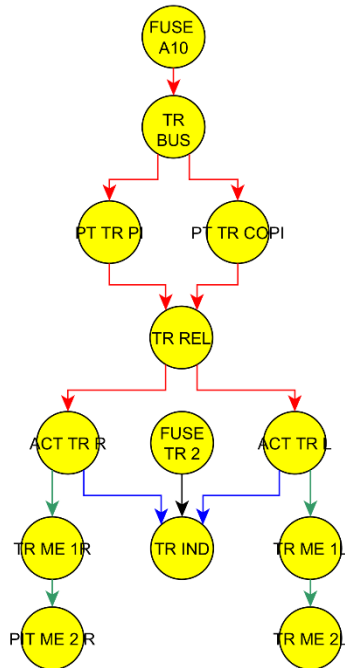 FUSE
A10
TR
BUS
PT TR PI
PT TR COPI
TR REL
ACT TR R
FUSE
TR 2
ACT TR L
TR ME 1R
TR IND
TR ME 1L
PIT ME 2 R
TR ME 2L